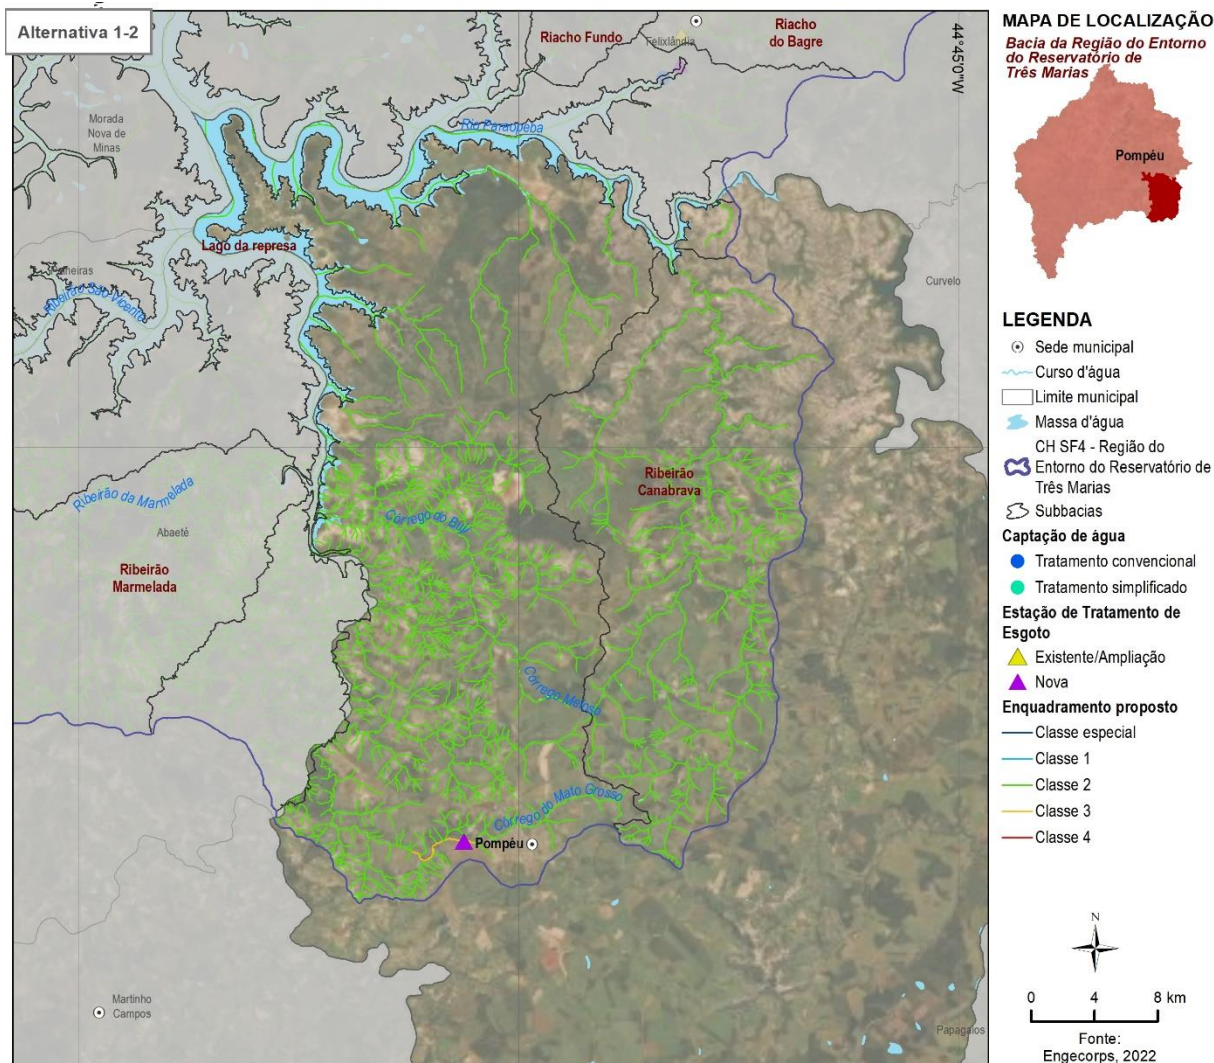 Alternativa 1-2
Riacho Fundo
Felixlândia
Riacho
do Bagre
44°45'0"W
Morada
Nova de
Minas
Rio Paraopeba
Lago da represa
Ribeirão São Vicente
Curvelo
Ribeirão da Marmelada
Abaeté
Ribeirão
Marmelada
Ribeirão
Canabrava
Córrego Meloso
Córrego do Mato Grosso
Pompéu
Martinho
Campos
Papagaios
MAPA DE LOCALIZAÇÃO
Bacia da Região do Entorno
do Reservatório de
Três Marias
Pompéu
LEGENDA
Sede municipal
Curso d'água
Limite municipal
Massa d'água
CH SF4 - Região do
Entorno do Reservatório de
Três Marias
Subbacias
Captação de água
Tratamento convencional
Tratamento simplificado
Estação de Tratamento de
Esgoto
Existente/Ampliação
Nova
Enquadramento proposto
Classe especial
Classe 1
Classe 2
Classe 3
Classe 4
N
0 4 8 km
Fonte:
Engecorps, 2022